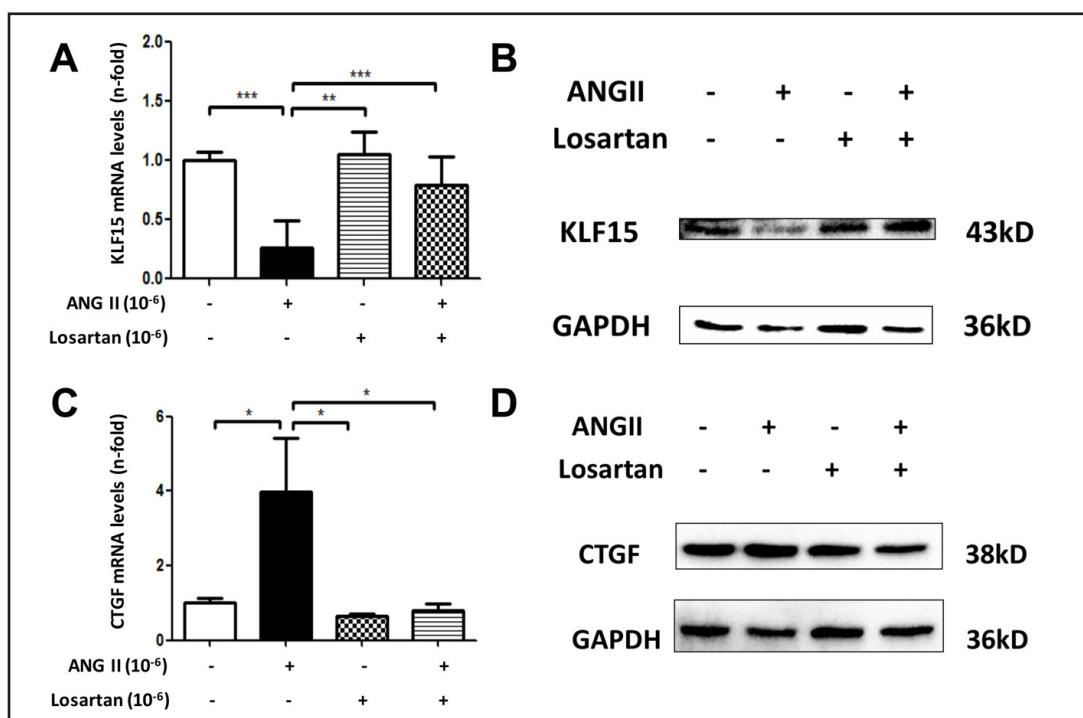 A
KLF15 mRNA levels (n-fold)
2.0
1.5
1.0
0.5
0.0
***
**
***
ANG II (10⁻⁶) - + - +
Losartan (10⁻⁶) - - + +
B
ANGII - + - +
Losartan - - + +
KLF15 43kD
GAPDH 36kD
C
CTGF mRNA levels (n-fold)
6
4
2
0
*
*
*
ANG II (10⁻⁶) - + - +
Losartan (10⁻⁶) - - + +
D
ANGII - + - +
Losartan - - + +
CTGF 38kD
GAPDH 36kD